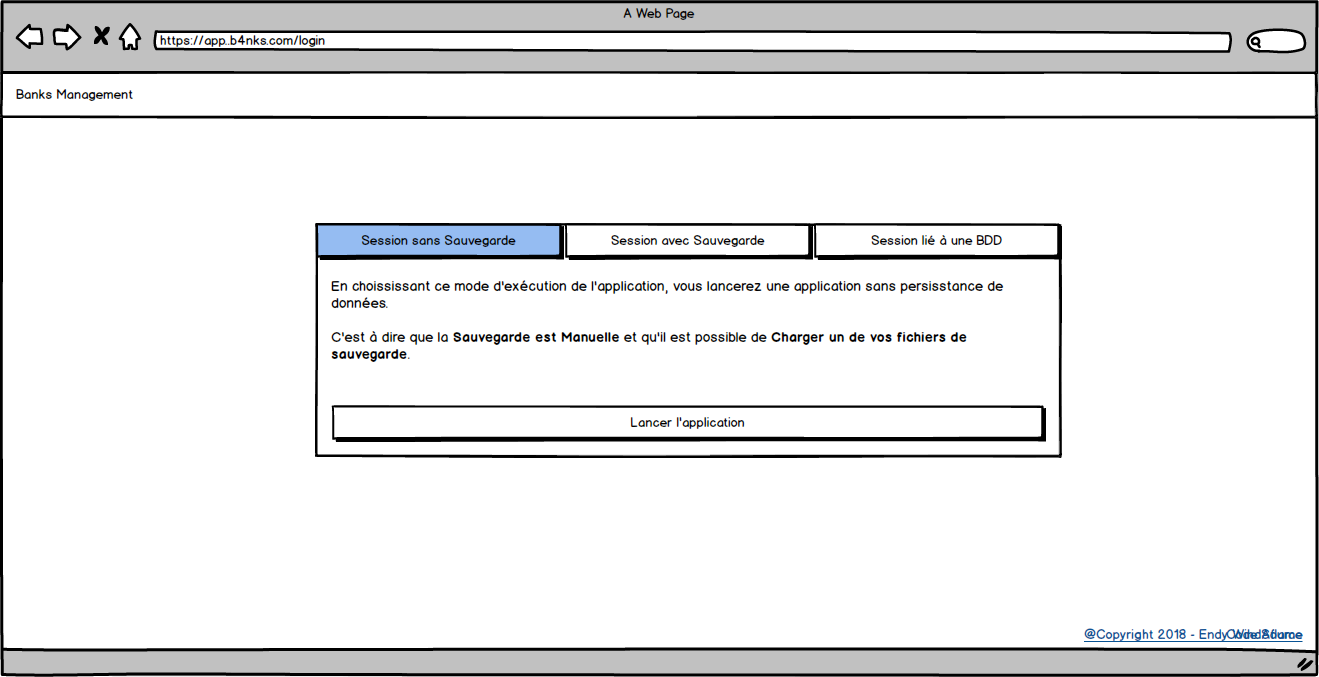 A Web Page
https://app.b4nks.com/login
Banks Management
Session sans Sauvegarde
Session avec Sauvegarde
Session lié à une BDD
En choississant ce mode d'exécution de l'application, vous lancerez une application sans persisstance de
données.
C'est à dire que la Sauvegarde est Manuelle et qu'il est possible de Charger un de vos fichiers de
sauvegarde.
Lancer l'application
@Copyright 2018 - Endy